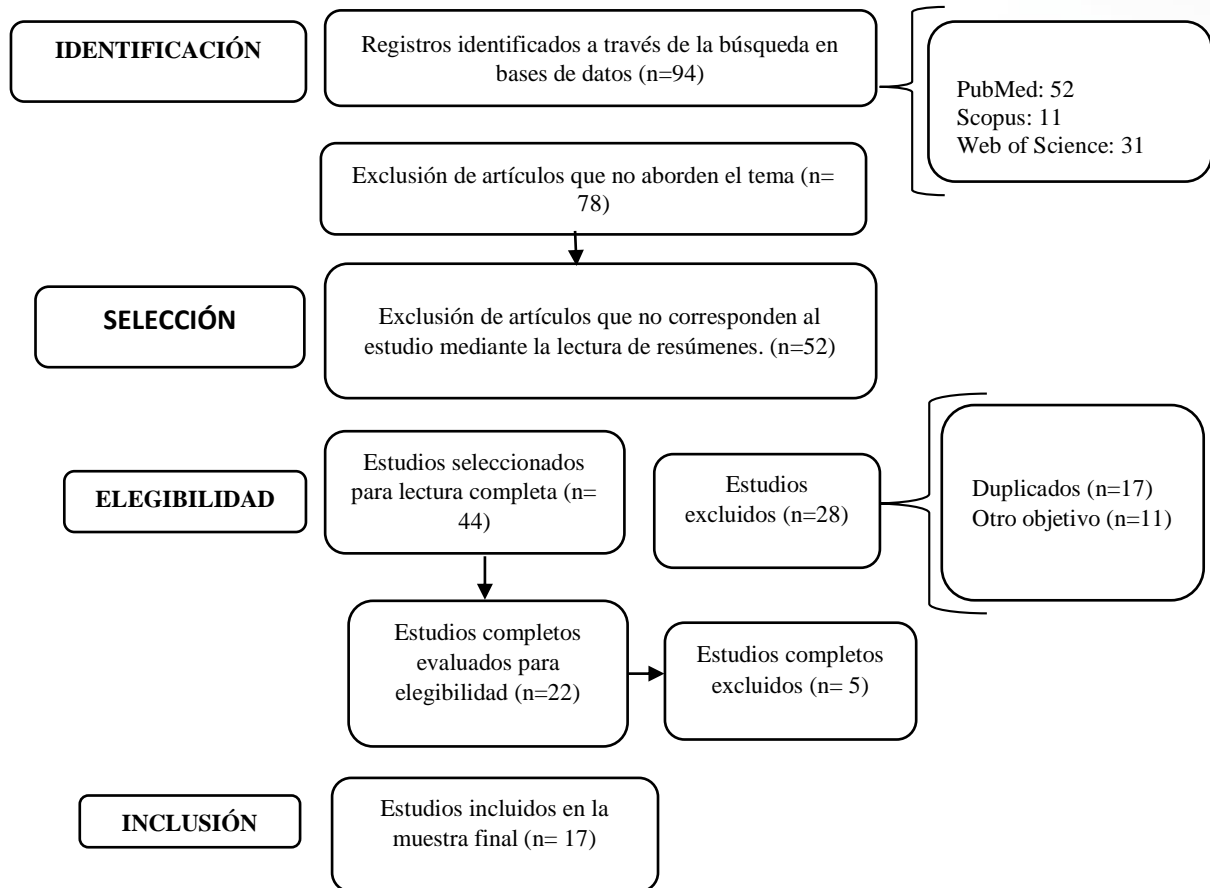 IDENTIFICACIÓN
Registros identificados a través de la búsqueda en
bases de datos (n=94)
PubMed: 52
Scopus: 11
Web of Science: 31
Exclusión de artículos que no aborden el tema (n=
78)
SELECCIÓN
Exclusión de artículos que no corresponden al
estudio mediante la lectura de resúmenes. (n=52)
ELEGIBILIDAD
Estudios seleccionados
para lectura completa (n=
44)
Estudios
excluidos (n=28)
Duplicados (n=17)
Otro objetivo (n=11)
Estudios completos
evaluados para
elegibilidad (n=22)
Estudios completos
excluidos (n= 5)
INCLUSIÓN
Estudios incluidos en la
muestra final (n= 17)